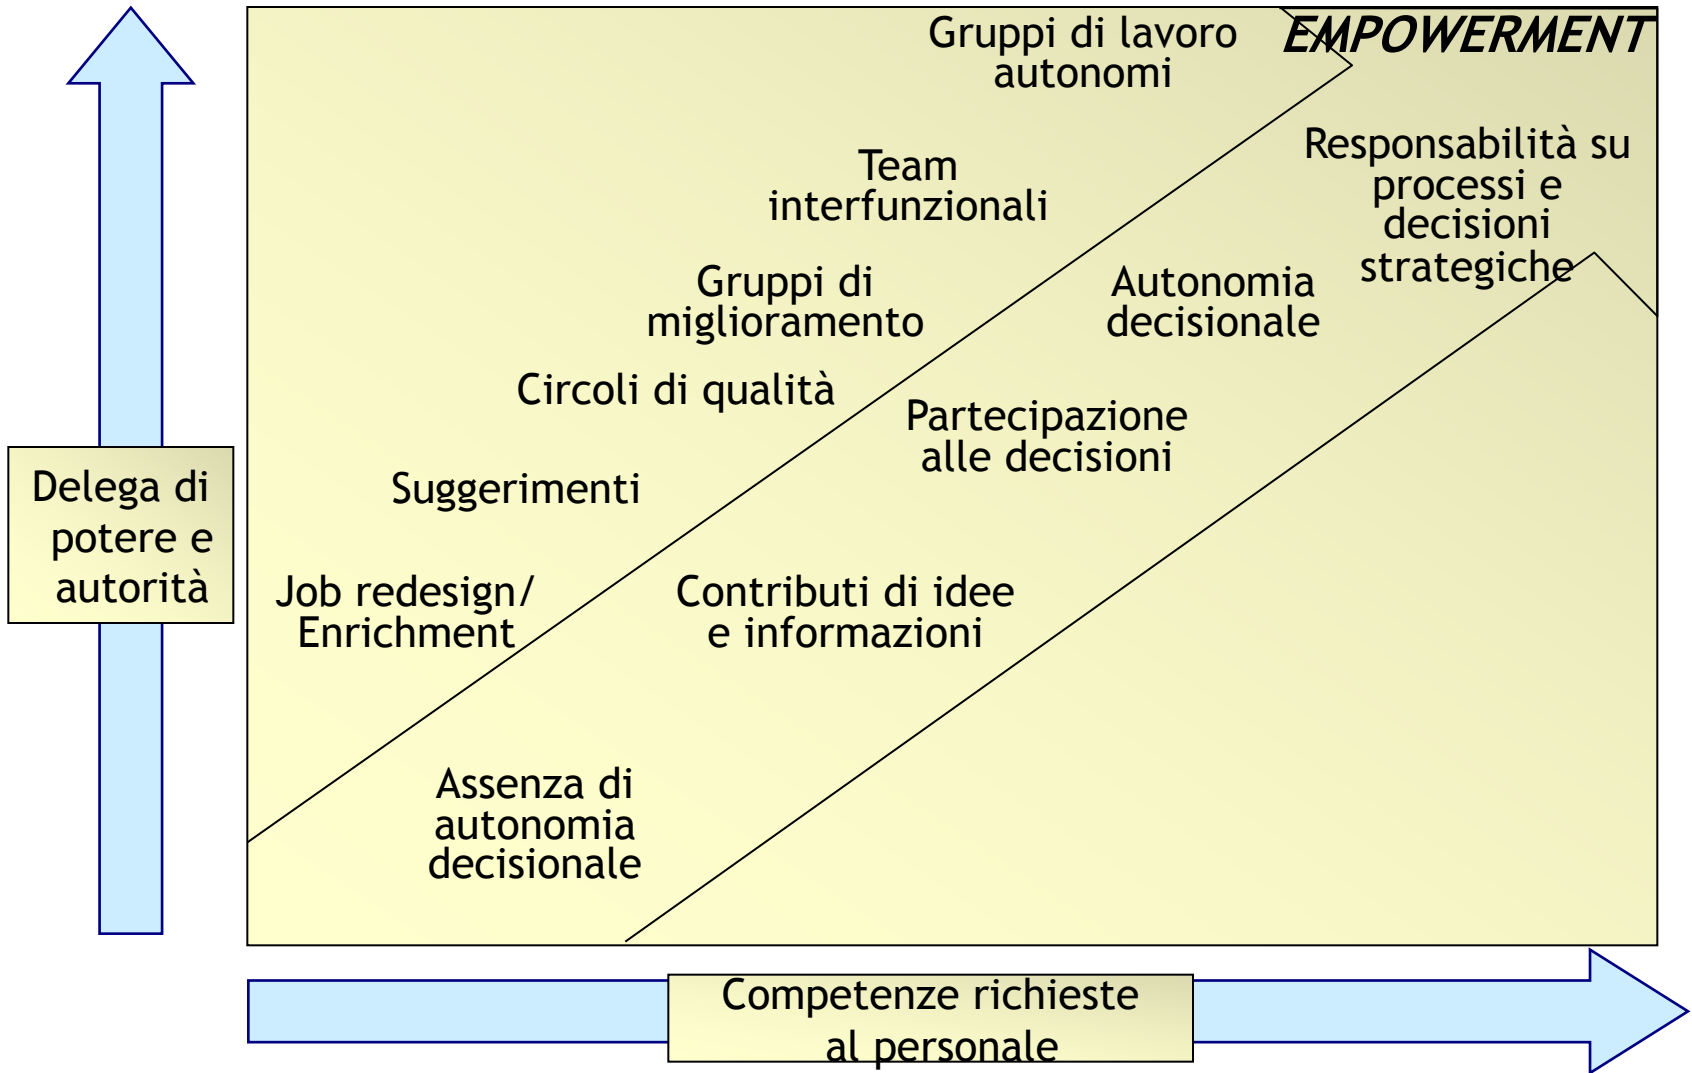 Gruppi di lavoro
autonomi
EMPOWERMENT
Responsabilità su
processi e
decisioni
strategiche
Team
interfunzionali
Gruppi di
miglioramento
Autonomia
decisionale
Circoli di qualità
Partecipazione
alle decisioni
Suggerimenti
Delega di
potere e
autorità
Job redesign/
Enrichment
Contributi di idee
e informazioni
Assenza di
autonomia
decisionale
Competenze richieste
al personale